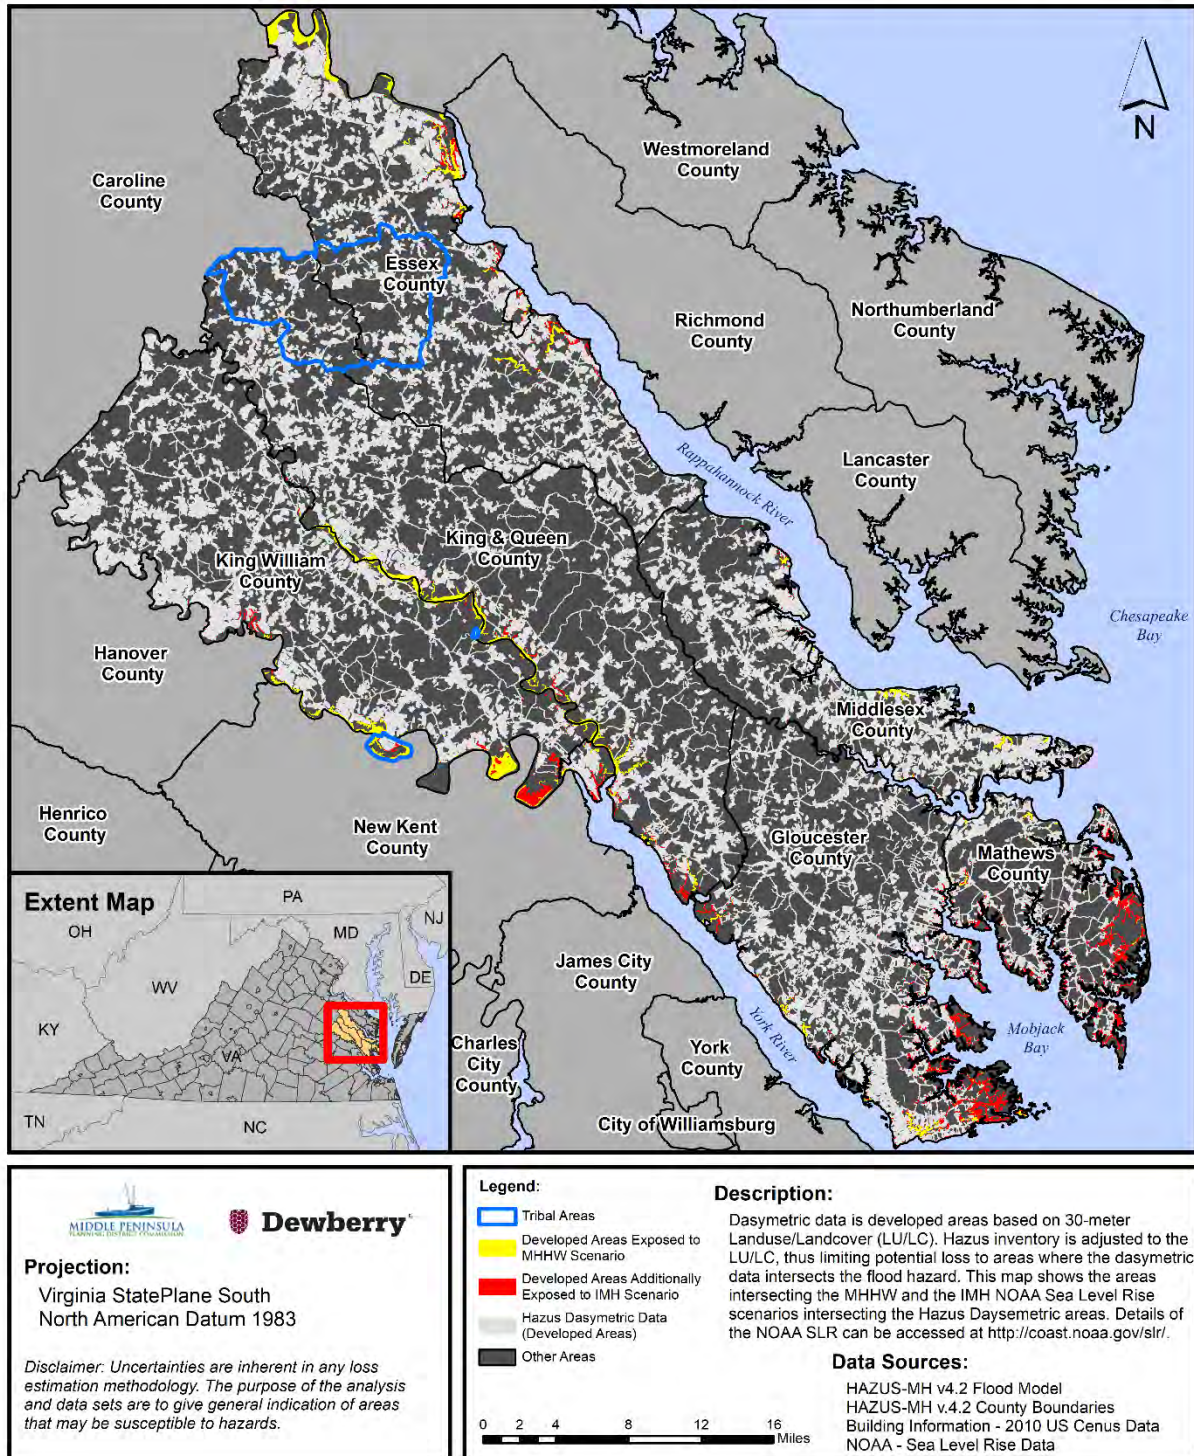 N
Westmoreland
County
Caroline
County
Essex
County
Richmond
County
Northumberland
County
Lancaster
County
Rappahannock River
King & Queen
County
King William
County
Chesapeake
Bay
Hanover
County
Middlesex
County
Henrico
County
New Kent
County
Gloucester
County
Mathews
County
James City
County
York River
Mobjack
Bay
Charles
City
County
York
County
City of Williamsburg
Extent Map
PA
NJ
OH
MD
DE
WV
KY
VA
TN
NC
MIDDLE PENINSULA
PLANNING DISTRICT COMMISSION
Dewberry
Projection:
Virginia StatePlane South
North American Datum 1983
Disclaimer: Uncertainties are inherent in any loss
estimation methodology. The purpose of the analysis
and data sets are to give general indication of areas
that may be susceptible to hazards.
Legend:
Tribal Areas
Developed Areas Exposed to
MHHW Scenario
Developed Areas Additionally
Exposed to IMH Scenario
Hazus Dasymetric Data
(Developed Areas)
Other Areas
0 2 4 8 12 16
Miles
Description:
Dasymetric data is developed areas based on 30-meter
Landuse/Landcover (LU/LC). Hazus inventory is adjusted to the
LU/LC, thus limiting potential loss to areas where the dasymetric
data intersects the flood hazard. This map shows the areas
intersecting the MHHW and the IMH NOAA Sea Level Rise
scenarios intersecting the Hazus Daysemetric areas. Details of
the NOAA SLR can be accessed at http://coast.noaa.gov/slr/.
Data Sources:
HAZUS-MH v4.2 Flood Model
HAZUS-MH v.4.2 County Boundaries
Building Information - 2010 US Cenus Data
NOAA - Sea Level Rise Data